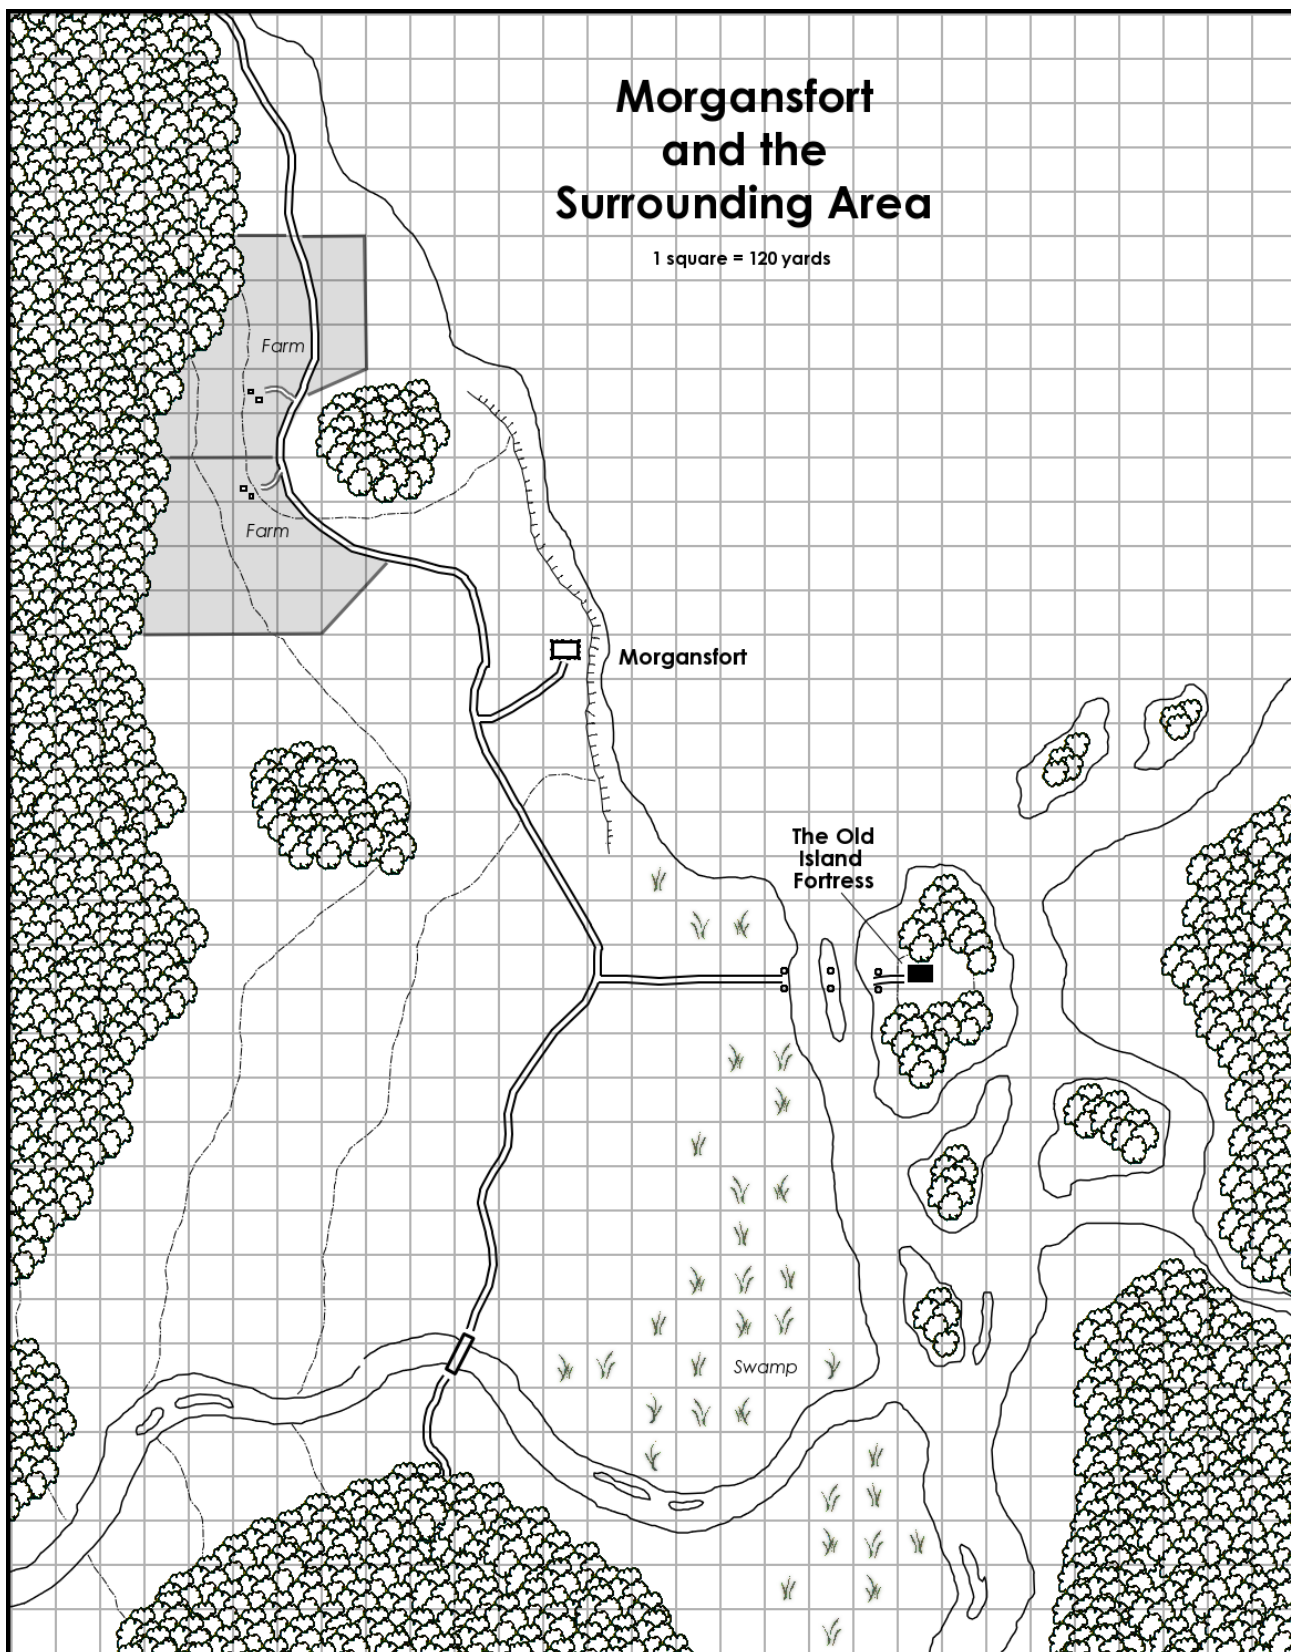 Morgansfort
and the
Surrounding Area
1 square = 120 yards
Farm
Farm
Morgansfort
The Old
Island
Fortress
Swamp